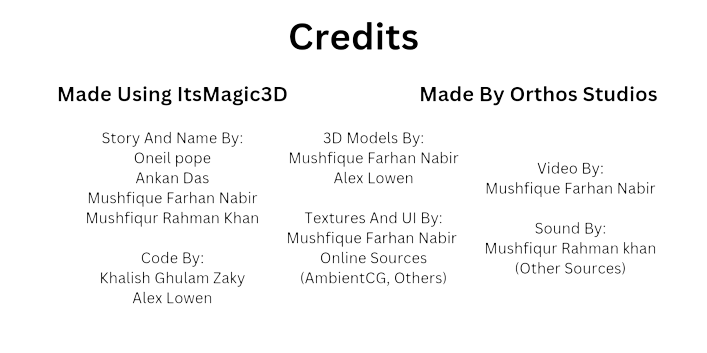 Credits
Made Using ItsMagic3D
Made By Orthos Studios
Story And Name By:
Oneil pope
Ankan Das
Mushfique Farhan Nabir
Mushfiqur Rahman Khan
Code By:
Khalish Ghulam Zaky
Alex Lowen
3D Models By:
Mushfique Farhan Nabir
Alex Lowen
Textures And UI By:
Mushfique Farhan Nabir
Online Sources
(AmbientCG, Others)
Video By:
Mushfique Farhan Nabir
Sound By:
Mushfiqur Rahman khan
(Other Sources)